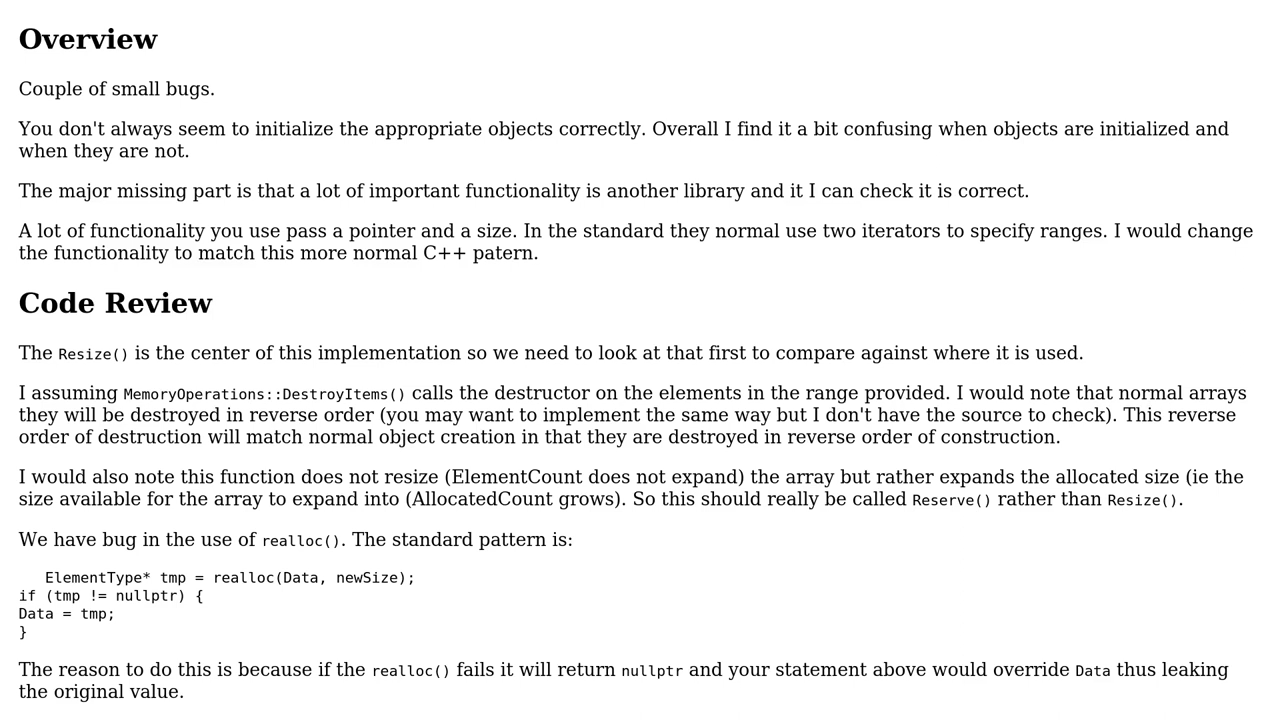 Overview
Couple of small bugs.
You don't always seem to initialize the appropriate objects correctly. Overall I find it a bit confusing when objects are initialized and
when they are not.
The major missing part is that a lot of important functionality is another library and it I can check it is correct.
A lot of functionality you use pass a pointer and a size. In the standard they normal use two iterators to specify ranges. I would change
the functionality to match this more normal C++ patern.
Code Review
The Resize() is the center of this implementation so we need to look at that first to compare against where it is used.
I assuming MemoryOperations::DestroyItems() calls the destructor on the elements in the range provided. I would note that normal arrays
they will be destroyed in reverse order (you may want to implement the same way but I don't have the source to check). This reverse
order of destruction will match normal object creation in that they are destroyed in reverse order of construction.
I would also note this function does not resize (ElementCount does not expand) the array but rather expands the allocated size (ie the
size available for the array to expand into (AllocatedCount grows). So this should really be called Reserve() rather than Resize().
We have bug in the use of realloc(). The standard pattern is:
ElementType* tmp = realloc(Data, newSize);
if (tmp != nullptr) {
Data = tmp;
}
The reason to do this is because if the realloc() fails it will return nullptr and your statement above would override Data thus leaking
the original value.